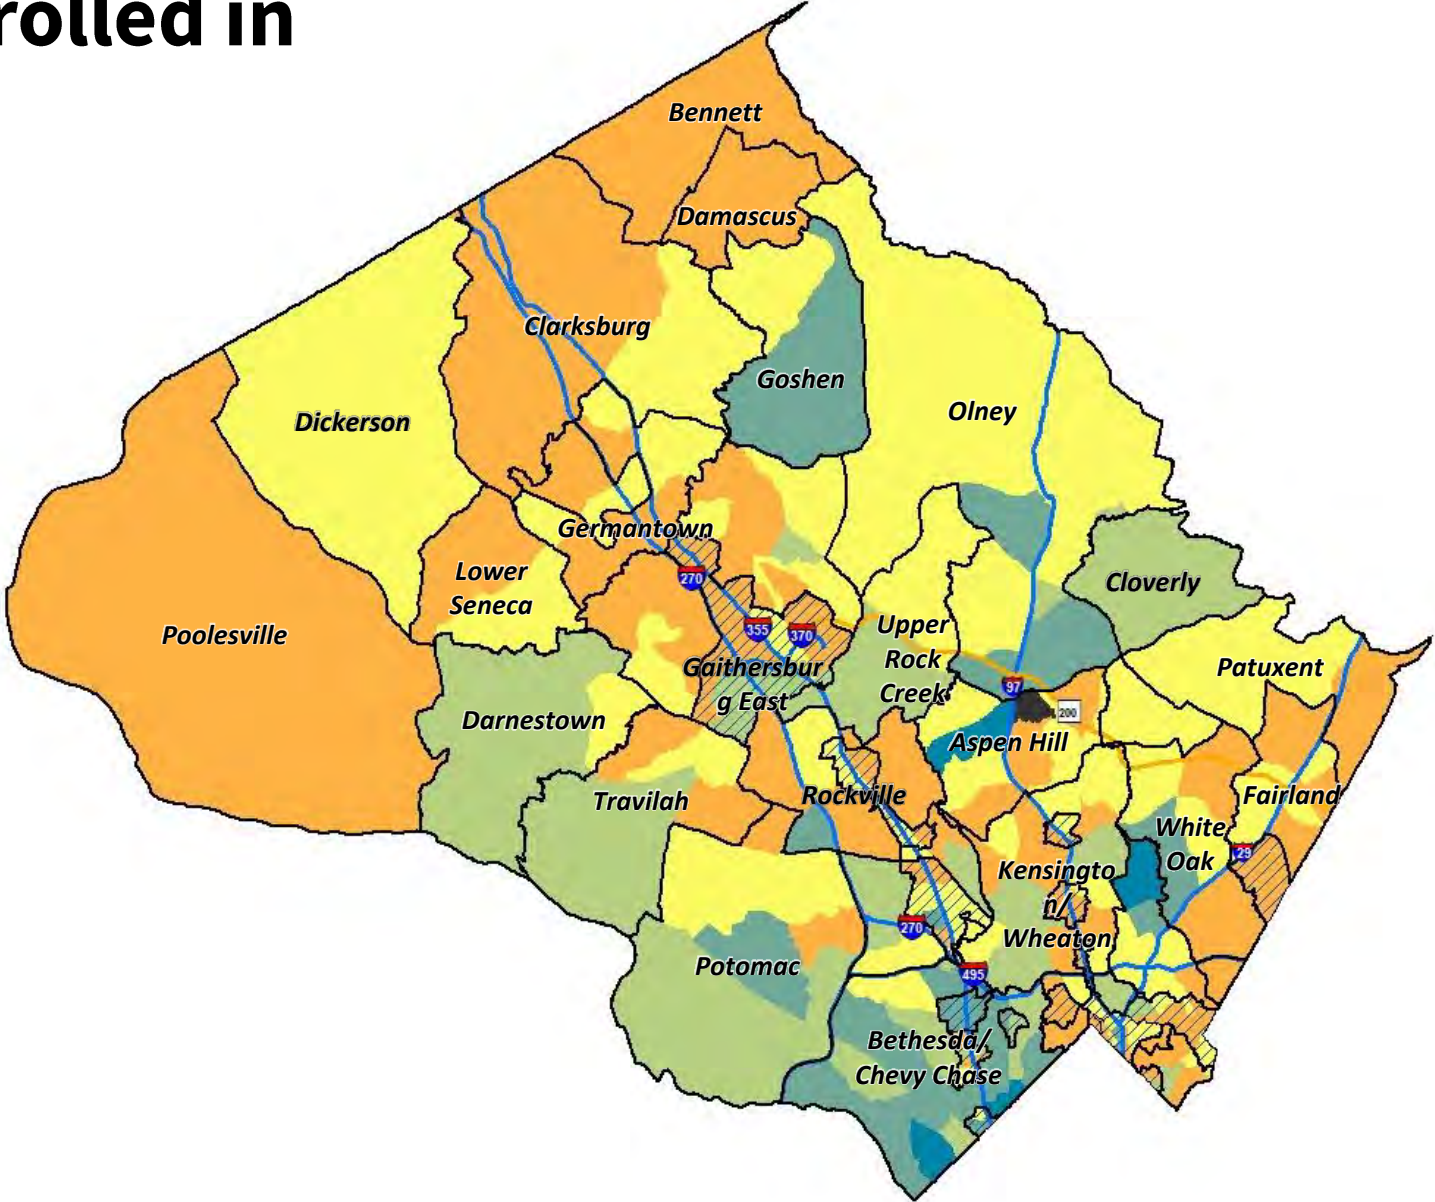 rolled in
Bennett
Damascus
Clarksburg
Goshen
Dickerson
Olney
Germantown
270
Lower
Seneca
Cloverly
Poolesville
355
370
Upper
Rock
Creek
Gaithersbur
g East
Patuxent
97
200
Darnestown
Aspen Hill
Travilah
Rockville
Fairland
White
Oak
29
Kensingto
n/
Wheaton
270
Potomac
495
Bethesda/
Chevy Chase